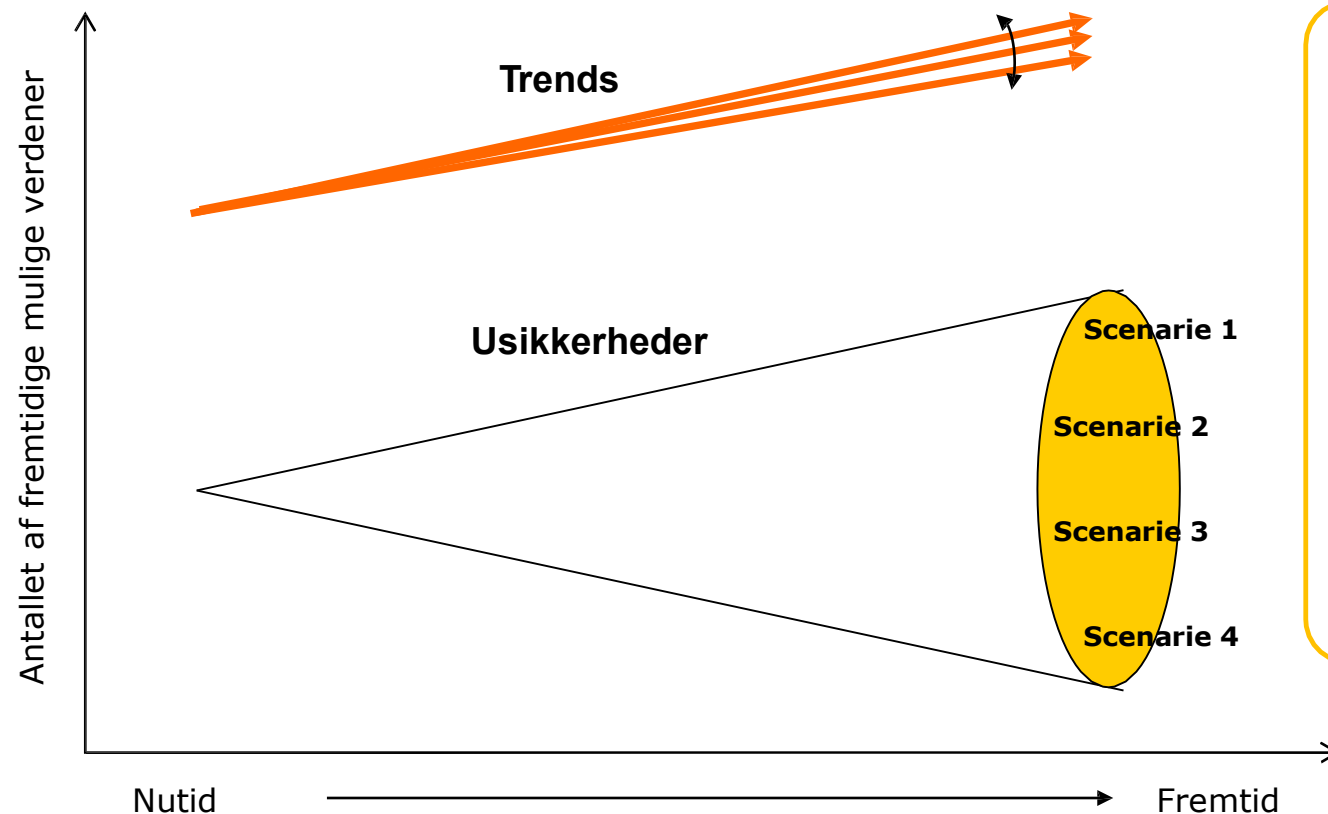 Trends
Antallet af fremtidige mulige verdener
Usikkerheder
Scenarie 1
Scenarie 2
Scenarie 3
Scenarie 4
Nutid
Fremtid